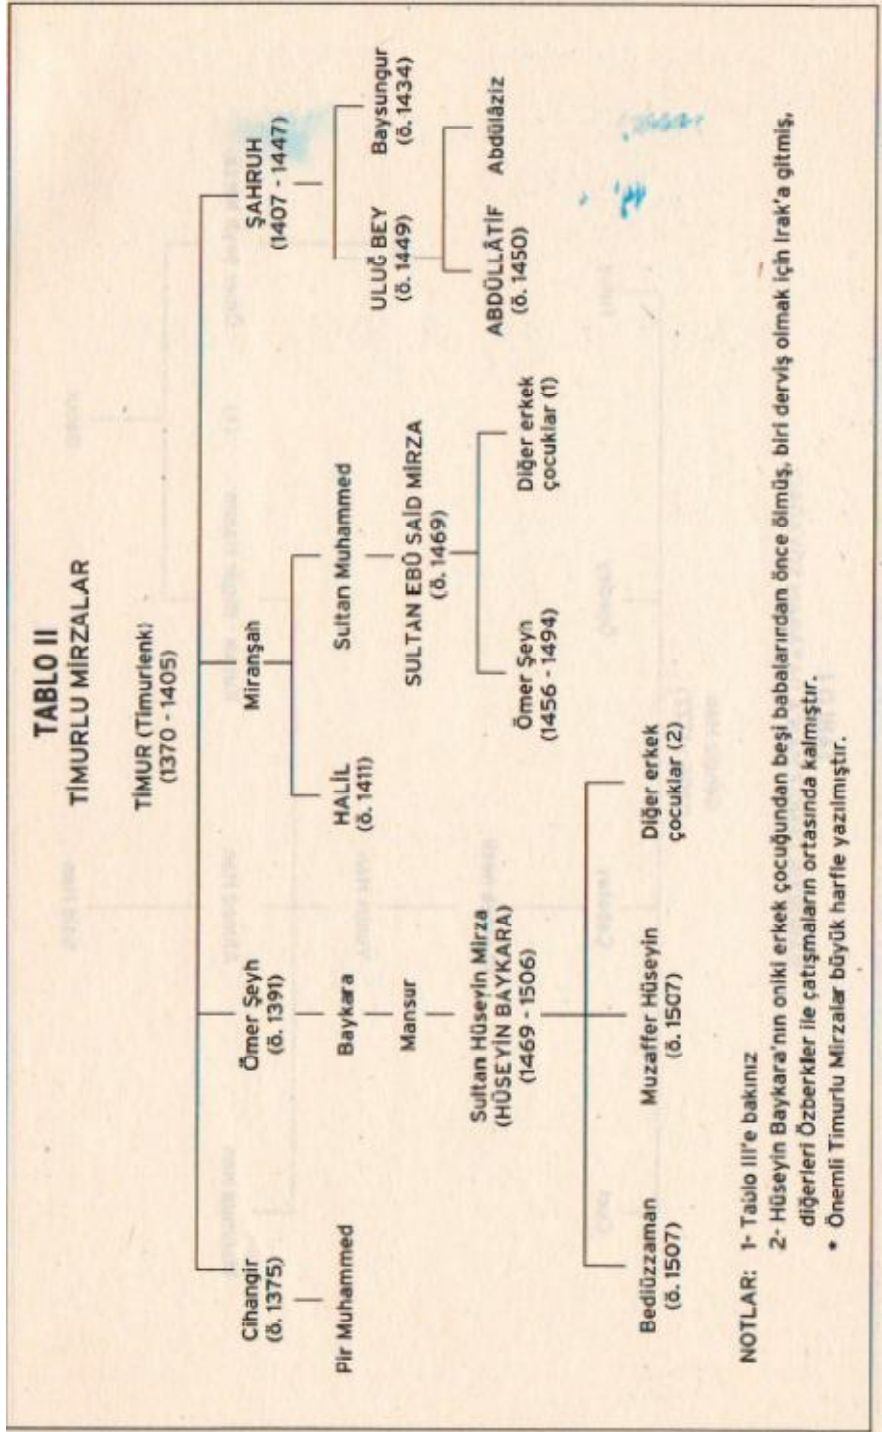 TABLO II
TİMURLU MİRZALAR
TİMUR (Timurlenk)
(1370 - 1405)
Cihangir
(ö. 1375)
Pir Muhammed
Ömer Şeyh
(ö. 1391)
Baykara
Mansur
Sultan Hüseyin Mirza
(HÜSEYİN BAYKARA)
(1469 - 1506)
Bediüzzaman
(ö. 1507)
Muzaffer Hüseyin
(ö. 1507)
Diğer erkek
çocuklar (2)
Miranşah
HALİL
(ö. 1411)
Sultan Muhammed
SULTAN EBÛ SAİD MİRZA
(ö. 1469)
Ömer Şeyh
(1456 - 1494)
Diğer erkek
çocuklar (1)
ŞAHRUH
(1407 - 1447)
ULUĞ BEY
(ö. 1449)
Baysungur
(ö. 1434)
ABDÜLLÂTİF
(ö. 1450)
Abdülâziz
NOTLAR: 1- Tablo III'e bakınız
2- Hüseyin Baykara'nın oniki erkek çocuğundan beşi babalarından önce ölmüş, biri derviş olmak için Irak'a gitmiş,
diğerleri Özberkler ile çatışmaların ortasında kalmıştır.
* Önemli Timurlu Mirzalar büyük harfle yazılmıştır.